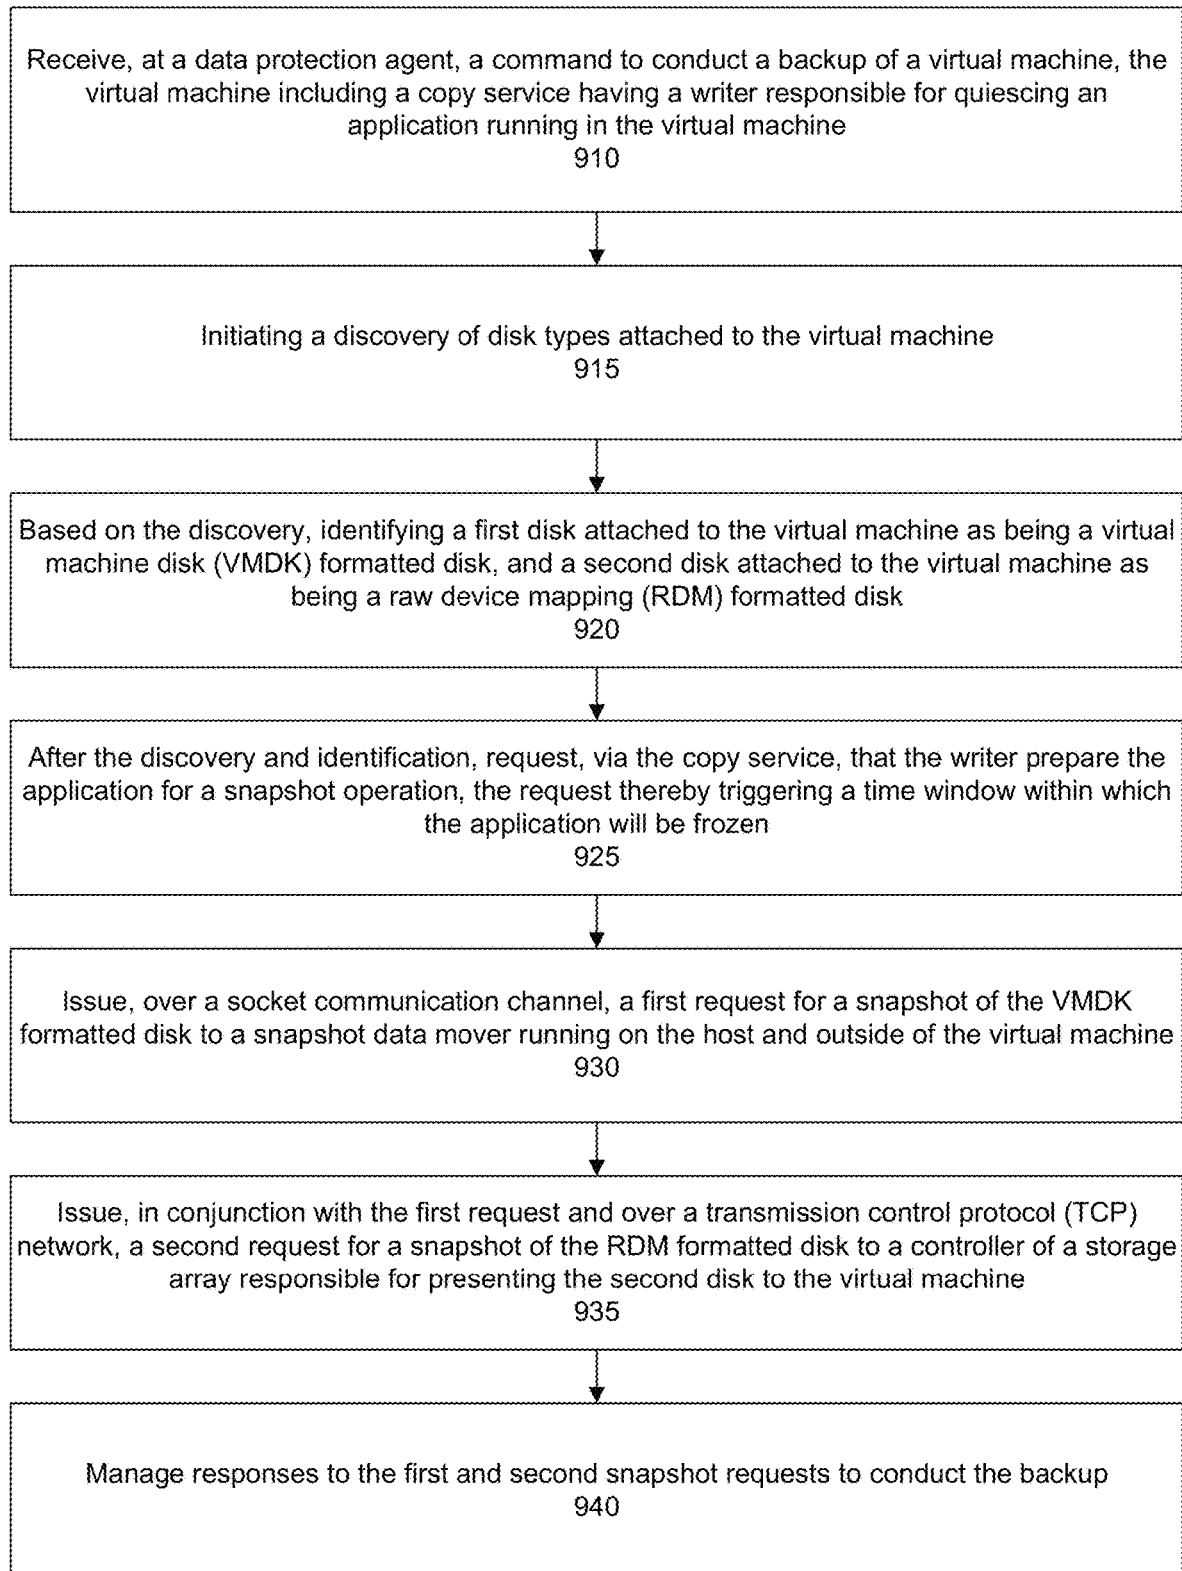 Receive, at a data protection agent, a command to conduct a backup of a virtual machine, the
virtual machine including a copy service having a writer responsible for quiescing an
application running in the virtual machine
910
Initiating a discovery of disk types attached to the virtual machine
915
Based on the discovery, identifying a first disk attached to the virtual machine as being a virtual
machine disk (VMDK) formatted disk, and a second disk attached to the virtual machine as
being a raw device mapping (RDM) formatted disk
920
After the discovery and identification, request, via the copy service, that the writer prepare the
application for a snapshot operation, the request thereby triggering a time window within which
the application will be frozen
925
Issue, over a socket communication channel, a first request for a snapshot of the VMDK
formatted disk to a snapshot data mover running on the host and outside of the virtual machine
930
Issue, in conjunction with the first request and over a transmission control protocol (TCP)
network, a second request for a snapshot of the RDM formatted disk to a controller of a storage
array responsible for presenting the second disk to the virtual machine
935
Manage responses to the first and second snapshot requests to conduct the backup
940